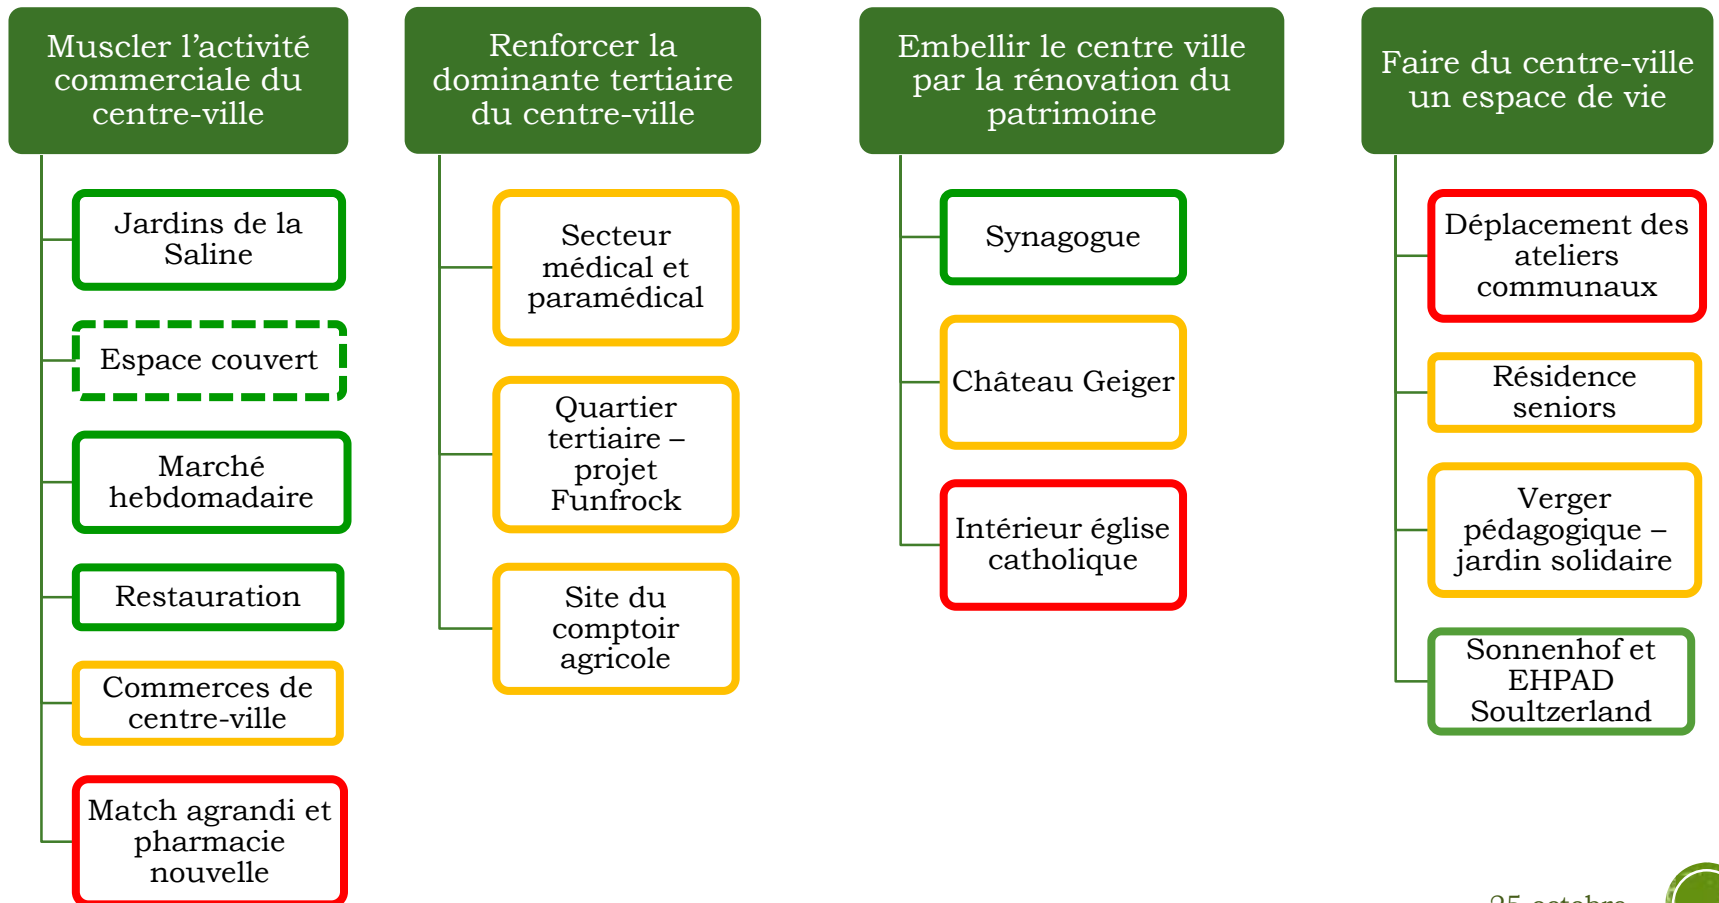 Muscler l’activité
commerciale du
centre-ville
Jardins de la
Saline
Espace couvert
Marché
hebdomadaire
Restauration
Commerces de
centre-ville
Match agrandi et
pharmacie
nouvelle
Renforcer la
dominante tertiaire
du centre-ville
Secteur
médical et
paramédical
Quartier
tertiaire –
projet
Funfrock
Site du
comptoir
agricole
Embellir le centre ville
par la rénovation du
patrimoine
Synagogue
Château Geiger
Intérieur église
catholique
Faire du centre-ville
un espace de vie
Déplacement des
ateliers
communaux
Résidence
seniors
Verger
pédagogique –
jardin solidaire
Sonnenhof et
EHPAD
Soultzerland
25 octobre